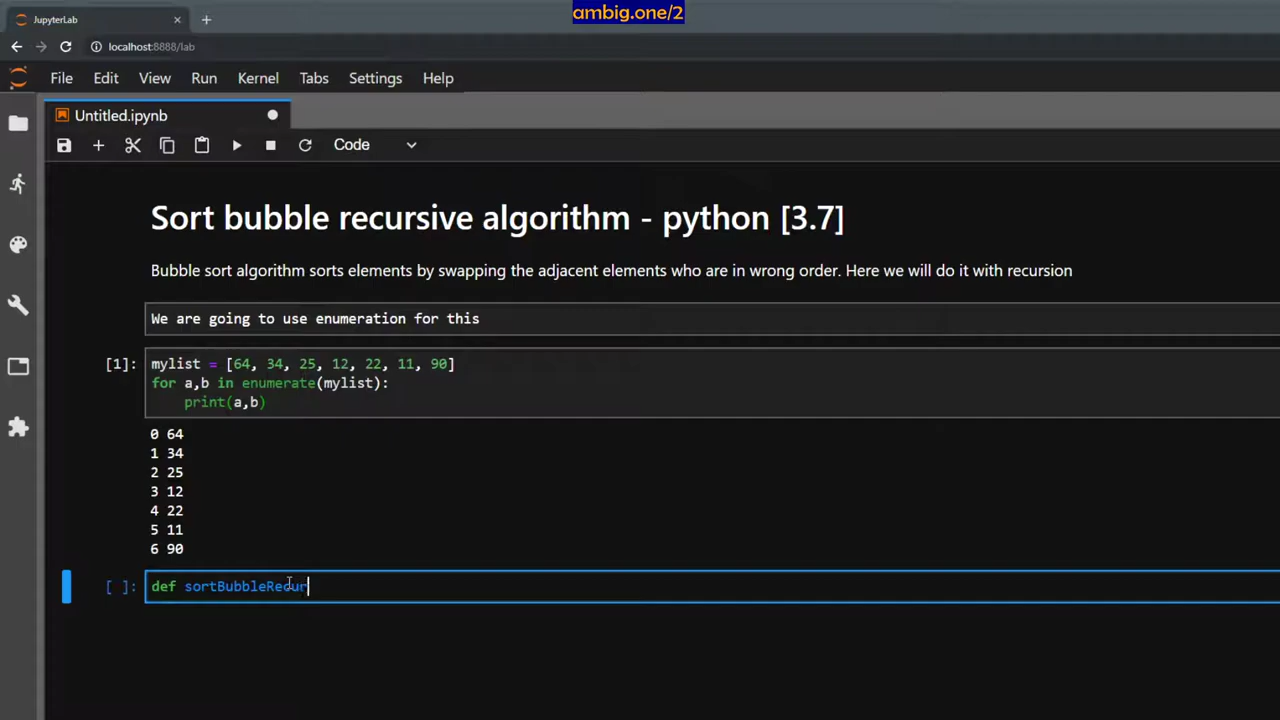 ambig.one/2
JupyterLab
localhost:8888/lab
File Edit View Run Kernel Tabs Settings Help
Untitled.ipynb
Code
Sort bubble recursive algorithm - python [3.7]
Bubble sort algorithm sorts elements by swapping the adjacent elements who are in wrong order. Here we will do it with recursion
We are going to use enumeration for this
[1]: mylist = [64, 34, 25, 12, 22, 11, 90]
for a,b in enumerate(mylist):
    print(a,b)
0 64
1 34
2 25
3 12
4 22
5 11
6 90
[ ]: def sortBubbleRecur